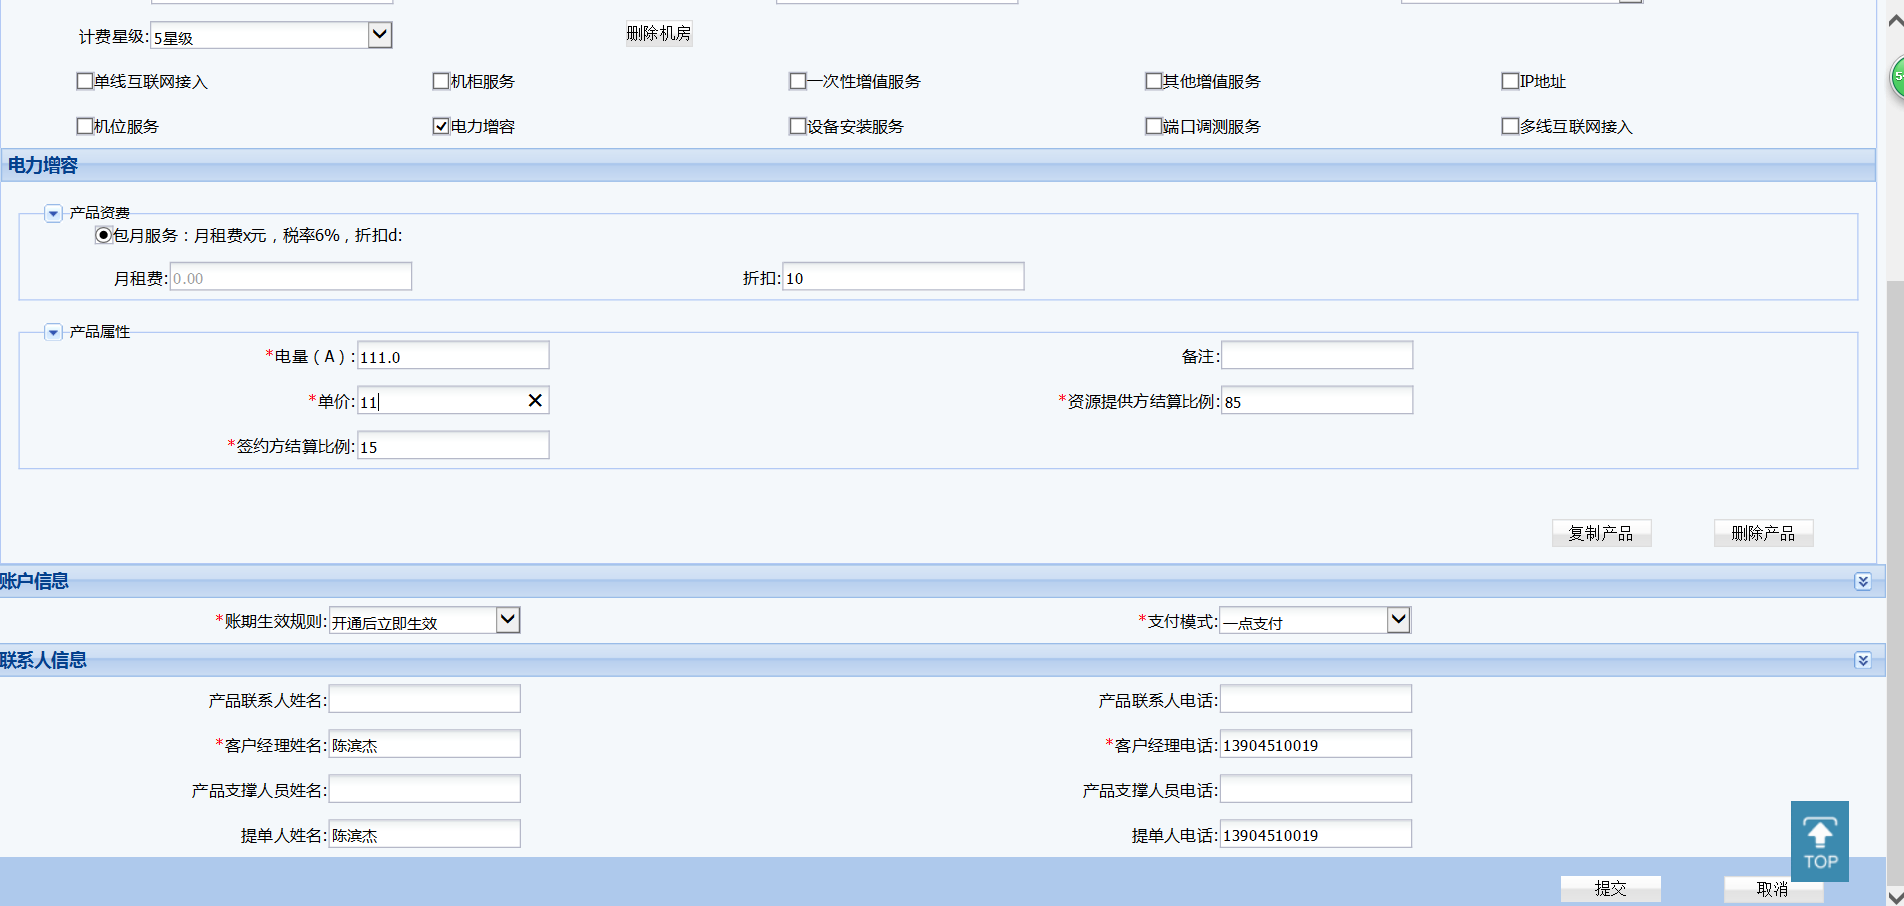 计费星级: 5星级 删除机房
单线互联网接入 机柜服务 一次性增值服务 其他增值服务 IP地址
机位服务 电力增容 设备安装服务 端口调测服务 多线互联网接入
电力增容
产品资费
包月服务：月租费x元，税率6%，折扣d:
月租费: 0.00 折扣: 10
产品属性
*电量（A）: 111.0 备注:
*单价: 11 *资源提供方结算比例: 85
*签约方结算比例: 15
复制产品 删除产品
账户信息
*账期生效规则: 开通后立即生效 *支付模式: 一点支付
联系人信息
产品联系人姓名: 产品联系人电话:
*客户经理姓名: 陈滨杰 *客户经理电话: 13904510019
产品支撑人员姓名: 产品支撑人员电话:
提单人姓名: 陈滨杰 提单人电话: 13904510019
TOP
提交 取消